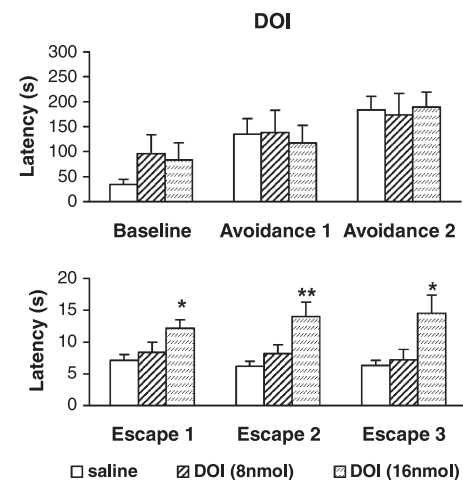 DOI
Latency (s)
300
250
200
150
100
50
0
Baseline Avoidance 1 Avoidance 2
Latency (s)
20
15
10
5
0
* ** *
Escape 1 Escape 2 Escape 3
saline DOI (8nmol) DOI (16nmol)